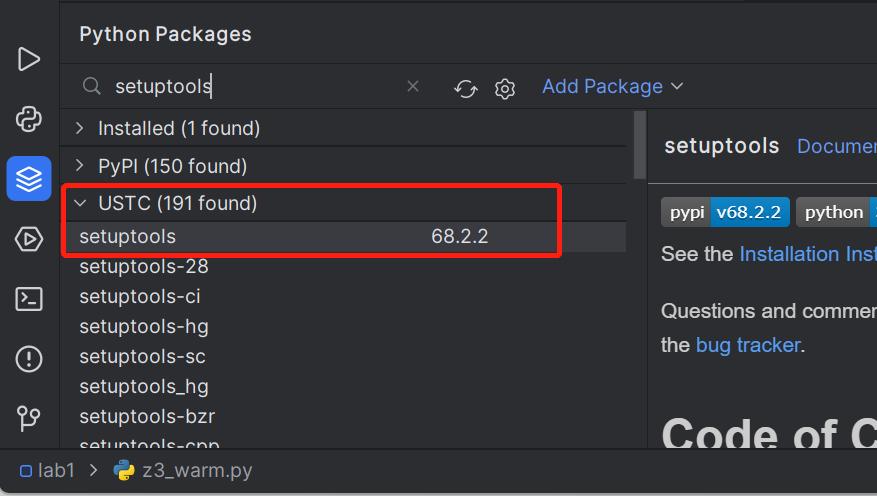 Python Packages
setuptools
Add Package
Installed (1 found)
PyPI (150 found)
USTC (191 found)
setuptools 68.2.2
setuptools-28
setuptools-ci
setuptools-hg
setuptools-sc
setuptools_hg
setuptools-bzr
setuptools-cpp
setuptools Documen
pypi v68.2.2 python
See the Installation Inst
Questions and commen
the bug tracker.
Code of C
lab1 > z3_warm.py